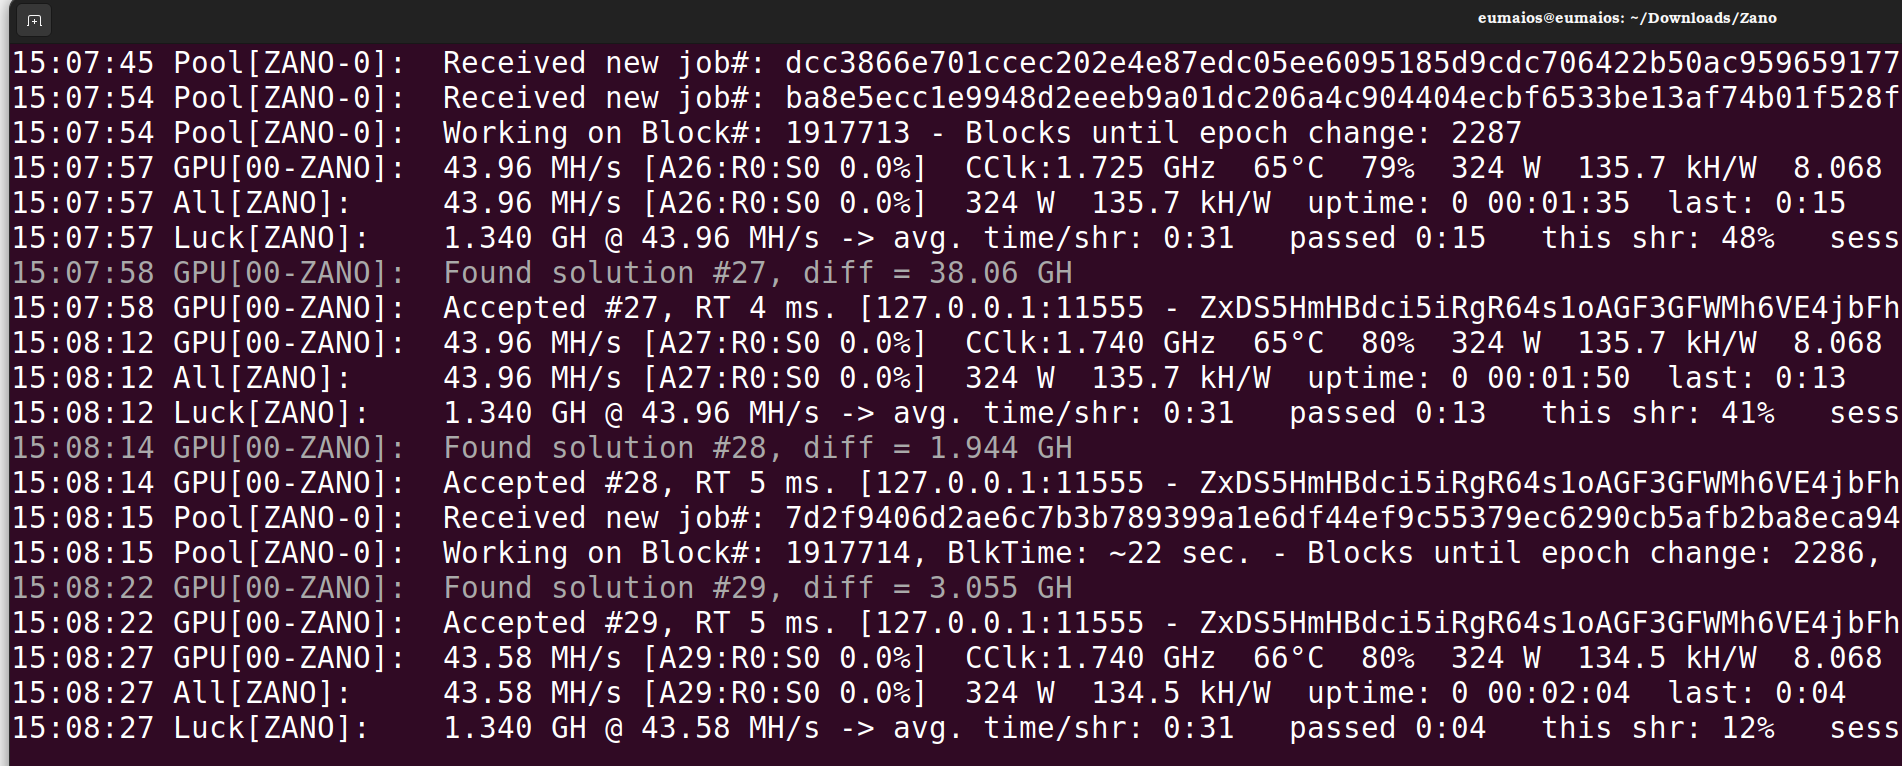 eumaios@eumaios: ~/Downloads/Zano
15:07:45 Pool[ZANO-0]:  Received new job#: dcc3866e701ccec202e4e87edc05ee6095185d9cdc706422b50ac959659177
15:07:54 Pool[ZANO-0]:  Received new job#: ba8e5ecc1e9948d2eeeb9a01dc206a4c904404ecbf6533be13af74b01f528f
15:07:54 Pool[ZANO-0]:  Working on Block#: 1917713 - Blocks until epoch change: 2287
15:07:57 GPU[00-ZANO]:  43.96 MH/s [A26:R0:S0 0.0%]  CClk:1.725 GHz  65°C  79%  324 W  135.7 kH/W  8.068
15:07:57 All[ZANO]:     43.96 MH/s [A26:R0:S0 0.0%]  324 W  135.7 kH/W  uptime: 0 00:01:35  last: 0:15
15:07:57 Luck[ZANO]:    1.340 GH @ 43.96 MH/s -> avg. time/shr: 0:31   passed 0:15   this shr: 48%   sess
15:07:58 GPU[00-ZANO]:  Found solution #27, diff = 38.06 GH
15:07:58 GPU[00-ZANO]:  Accepted #27, RT 4 ms. [127.0.0.1:11555 - ZxDS5HmHBdci5iRgR64s1oAGF3GFWMh6VE4jbFh
15:08:12 GPU[00-ZANO]:  43.96 MH/s [A27:R0:S0 0.0%]  CClk:1.740 GHz  65°C  80%  324 W  135.7 kH/W  8.068
15:08:12 All[ZANO]:     43.96 MH/s [A27:R0:S0 0.0%]  324 W  135.7 kH/W  uptime: 0 00:01:50  last: 0:13
15:08:12 Luck[ZANO]:    1.340 GH @ 43.96 MH/s -> avg. time/shr: 0:31   passed 0:13   this shr: 41%   sess
15:08:14 GPU[00-ZANO]:  Found solution #28, diff = 1.944 GH
15:08:14 GPU[00-ZANO]:  Accepted #28, RT 5 ms. [127.0.0.1:11555 - ZxDS5HmHBdci5iRgR64s1oAGF3GFWMh6VE4jbFh
15:08:15 Pool[ZANO-0]:  Received new job#: 7d2f9406d2ae6c7b3b789399a1e6df44ef9c55379ec6290cb5afb2ba8eca94
15:08:15 Pool[ZANO-0]:  Working on Block#: 1917714, BlkTime: ~22 sec. - Blocks until epoch change: 2286,
15:08:22 GPU[00-ZANO]:  Found solution #29, diff = 3.055 GH
15:08:22 GPU[00-ZANO]:  Accepted #29, RT 5 ms. [127.0.0.1:11555 - ZxDS5HmHBdci5iRgR64s1oAGF3GFWMh6VE4jbFh
15:08:27 GPU[00-ZANO]:  43.58 MH/s [A29:R0:S0 0.0%]  CClk:1.740 GHz  66°C  80%  324 W  134.5 kH/W  8.068
15:08:27 All[ZANO]:     43.58 MH/s [A29:R0:S0 0.0%]  324 W  134.5 kH/W  uptime: 0 00:02:04  last: 0:04
15:08:27 Luck[ZANO]:    1.340 GH @ 43.58 MH/s -> avg. time/shr: 0:31   passed 0:04   this shr: 12%   sess